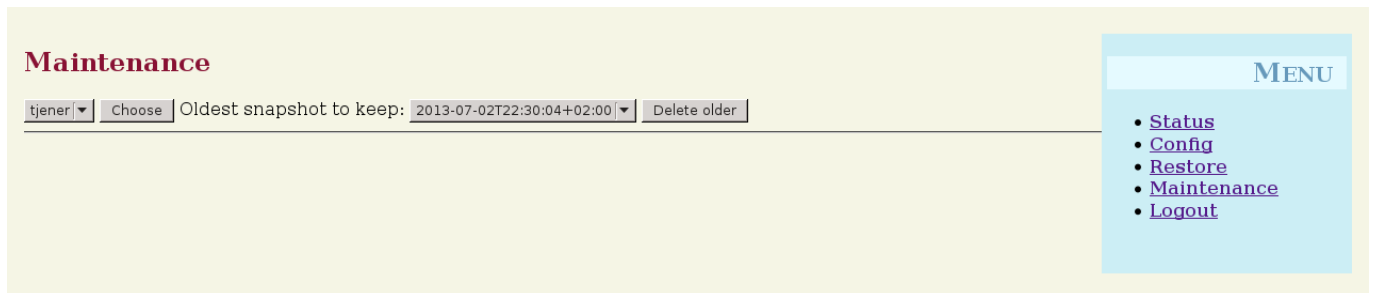 Maintenance
tjener Choose Oldest snapshot to keep: 2013-07-02T22:30:04+02:00 Delete older
MENU
Status
Config
Restore
Maintenance
Logout